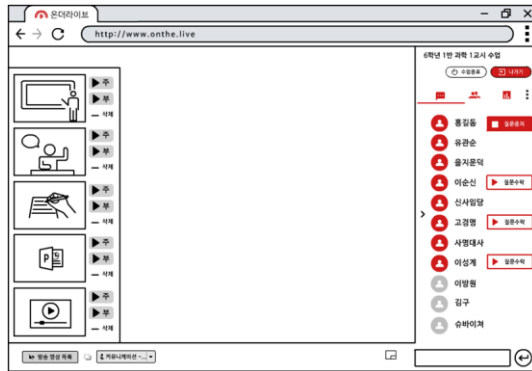 온더라이브
http://www.onthe.live
6학년 1반 과학 1교시 수업
수업종료
나가기
주
부
삭제
주
부
삭제
주
부
삭제
주
부
삭제
주
부
삭제
홍길동
질문중지
유관순
을지문덕
이순신
질문수락
신사임당
고경명
질문수락
사명대사
이성계
질문수락
이방원
김구
슈바이처
방송 영상 목록
커뮤니케이션 -...